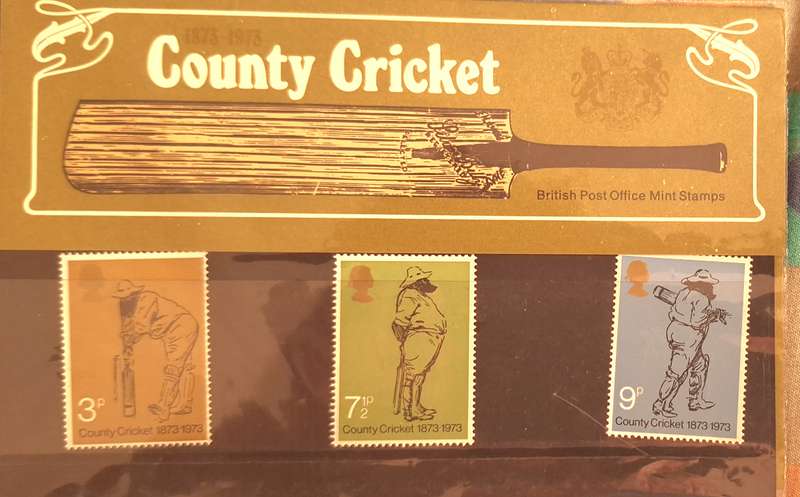 1873-1973
County Cricket
British Post Office Mint Stamps
3P
County Cricket 1873-1973
7½P
County Cricket 1873-1973
9P
County Cricket 1873-1973